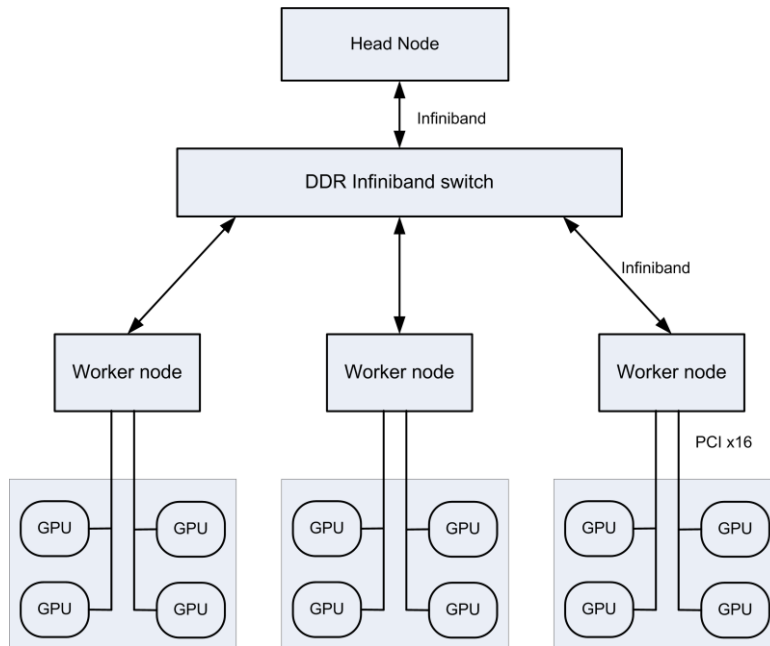 Head Node
Infiniband
DDR Infiniband switch
Infiniband
Worker node
Worker node
Worker node
PCI x16
GPU
GPU
GPU
GPU
GPU
GPU
GPU
GPU
GPU
GPU
GPU
GPU